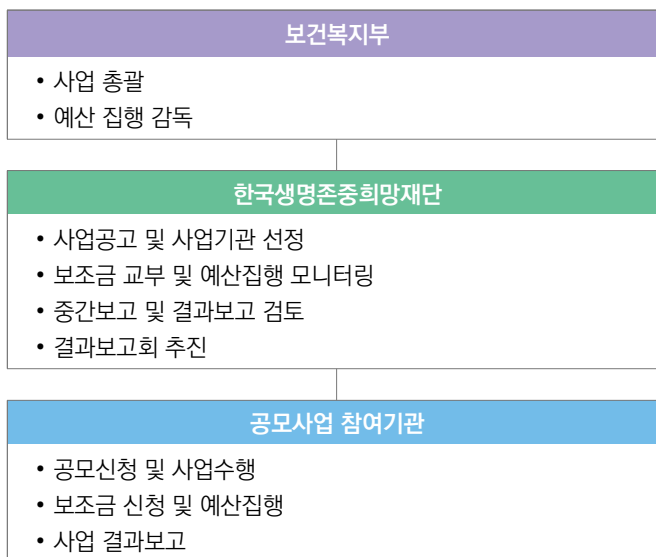 보건복지부
• 사업 총괄
• 예산 집행 감독
한국생명존중희망재단
• 사업공고 및 사업기관 선정
• 보조금 교부 및 예산집행 모니터링
• 중간보고 및 결과보고 검토
• 결과보고회 추진
공모사업 참여기관
• 공모신청 및 사업수행
• 보조금 신청 및 예산집행
• 사업 결과보고